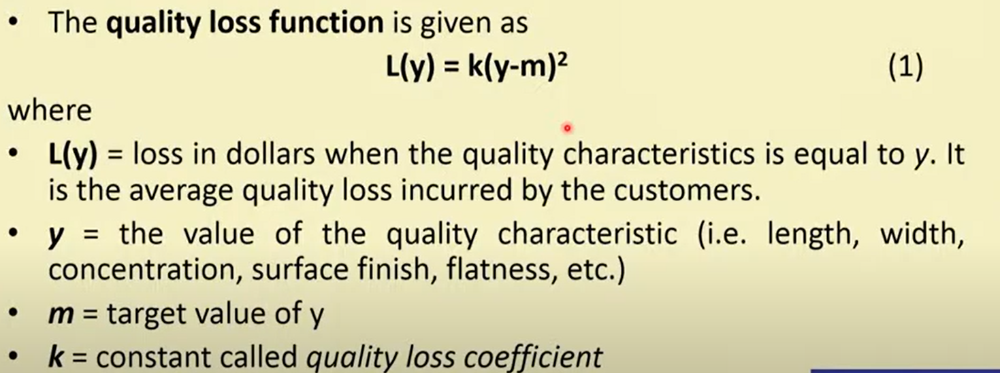 • The quality loss function is given as
L(y) = k(y-m)² (1)
where
• L(y) = loss in dollars when the quality characteristics is equal to y. It
is the average quality loss incurred by the customers.
• y = the value of the quality characteristic (i.e. length, width,
concentration, surface finish, flatness, etc.)
• m = target value of y
• k = constant called quality loss coefficient